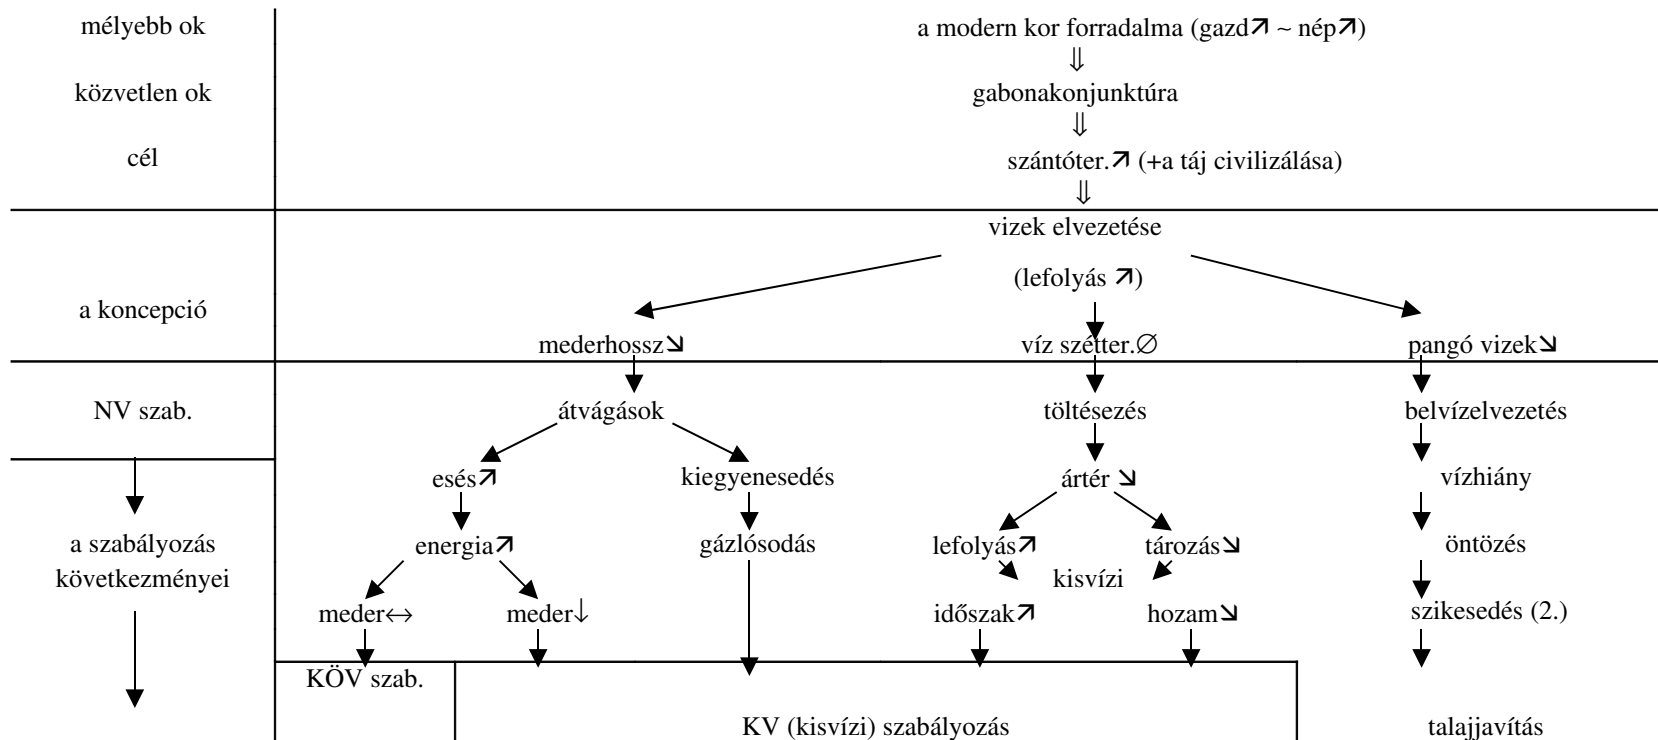 mélyebb ok
a modern kor forradalma (gazd↗ ~ nép↗)
⇓
közvetlen ok
gabonakonjunktúra
⇓
cél
szántóter.↗ (+a táj civilizálása)
⇓
vizek elvezetése
(lefolyás ↗)
a koncepció
mederhossz↘
víz szétter.∅
pangó vizek↘
NV szab.
átvágások
töltésezés
belvízelvezetés
esés↗
kiegyenesedés
ártér ↘
vízhiány
a szabályozás
következményei
energia↗
gázlósodás
lefolyás↗
tározás↘
öntözés
kisvízi
meder↔
meder↓
időszak↗
hozam↘
szikesedés (2.)
KÖV szab.
KV (kisvízi) szabályozás
talajjavítás